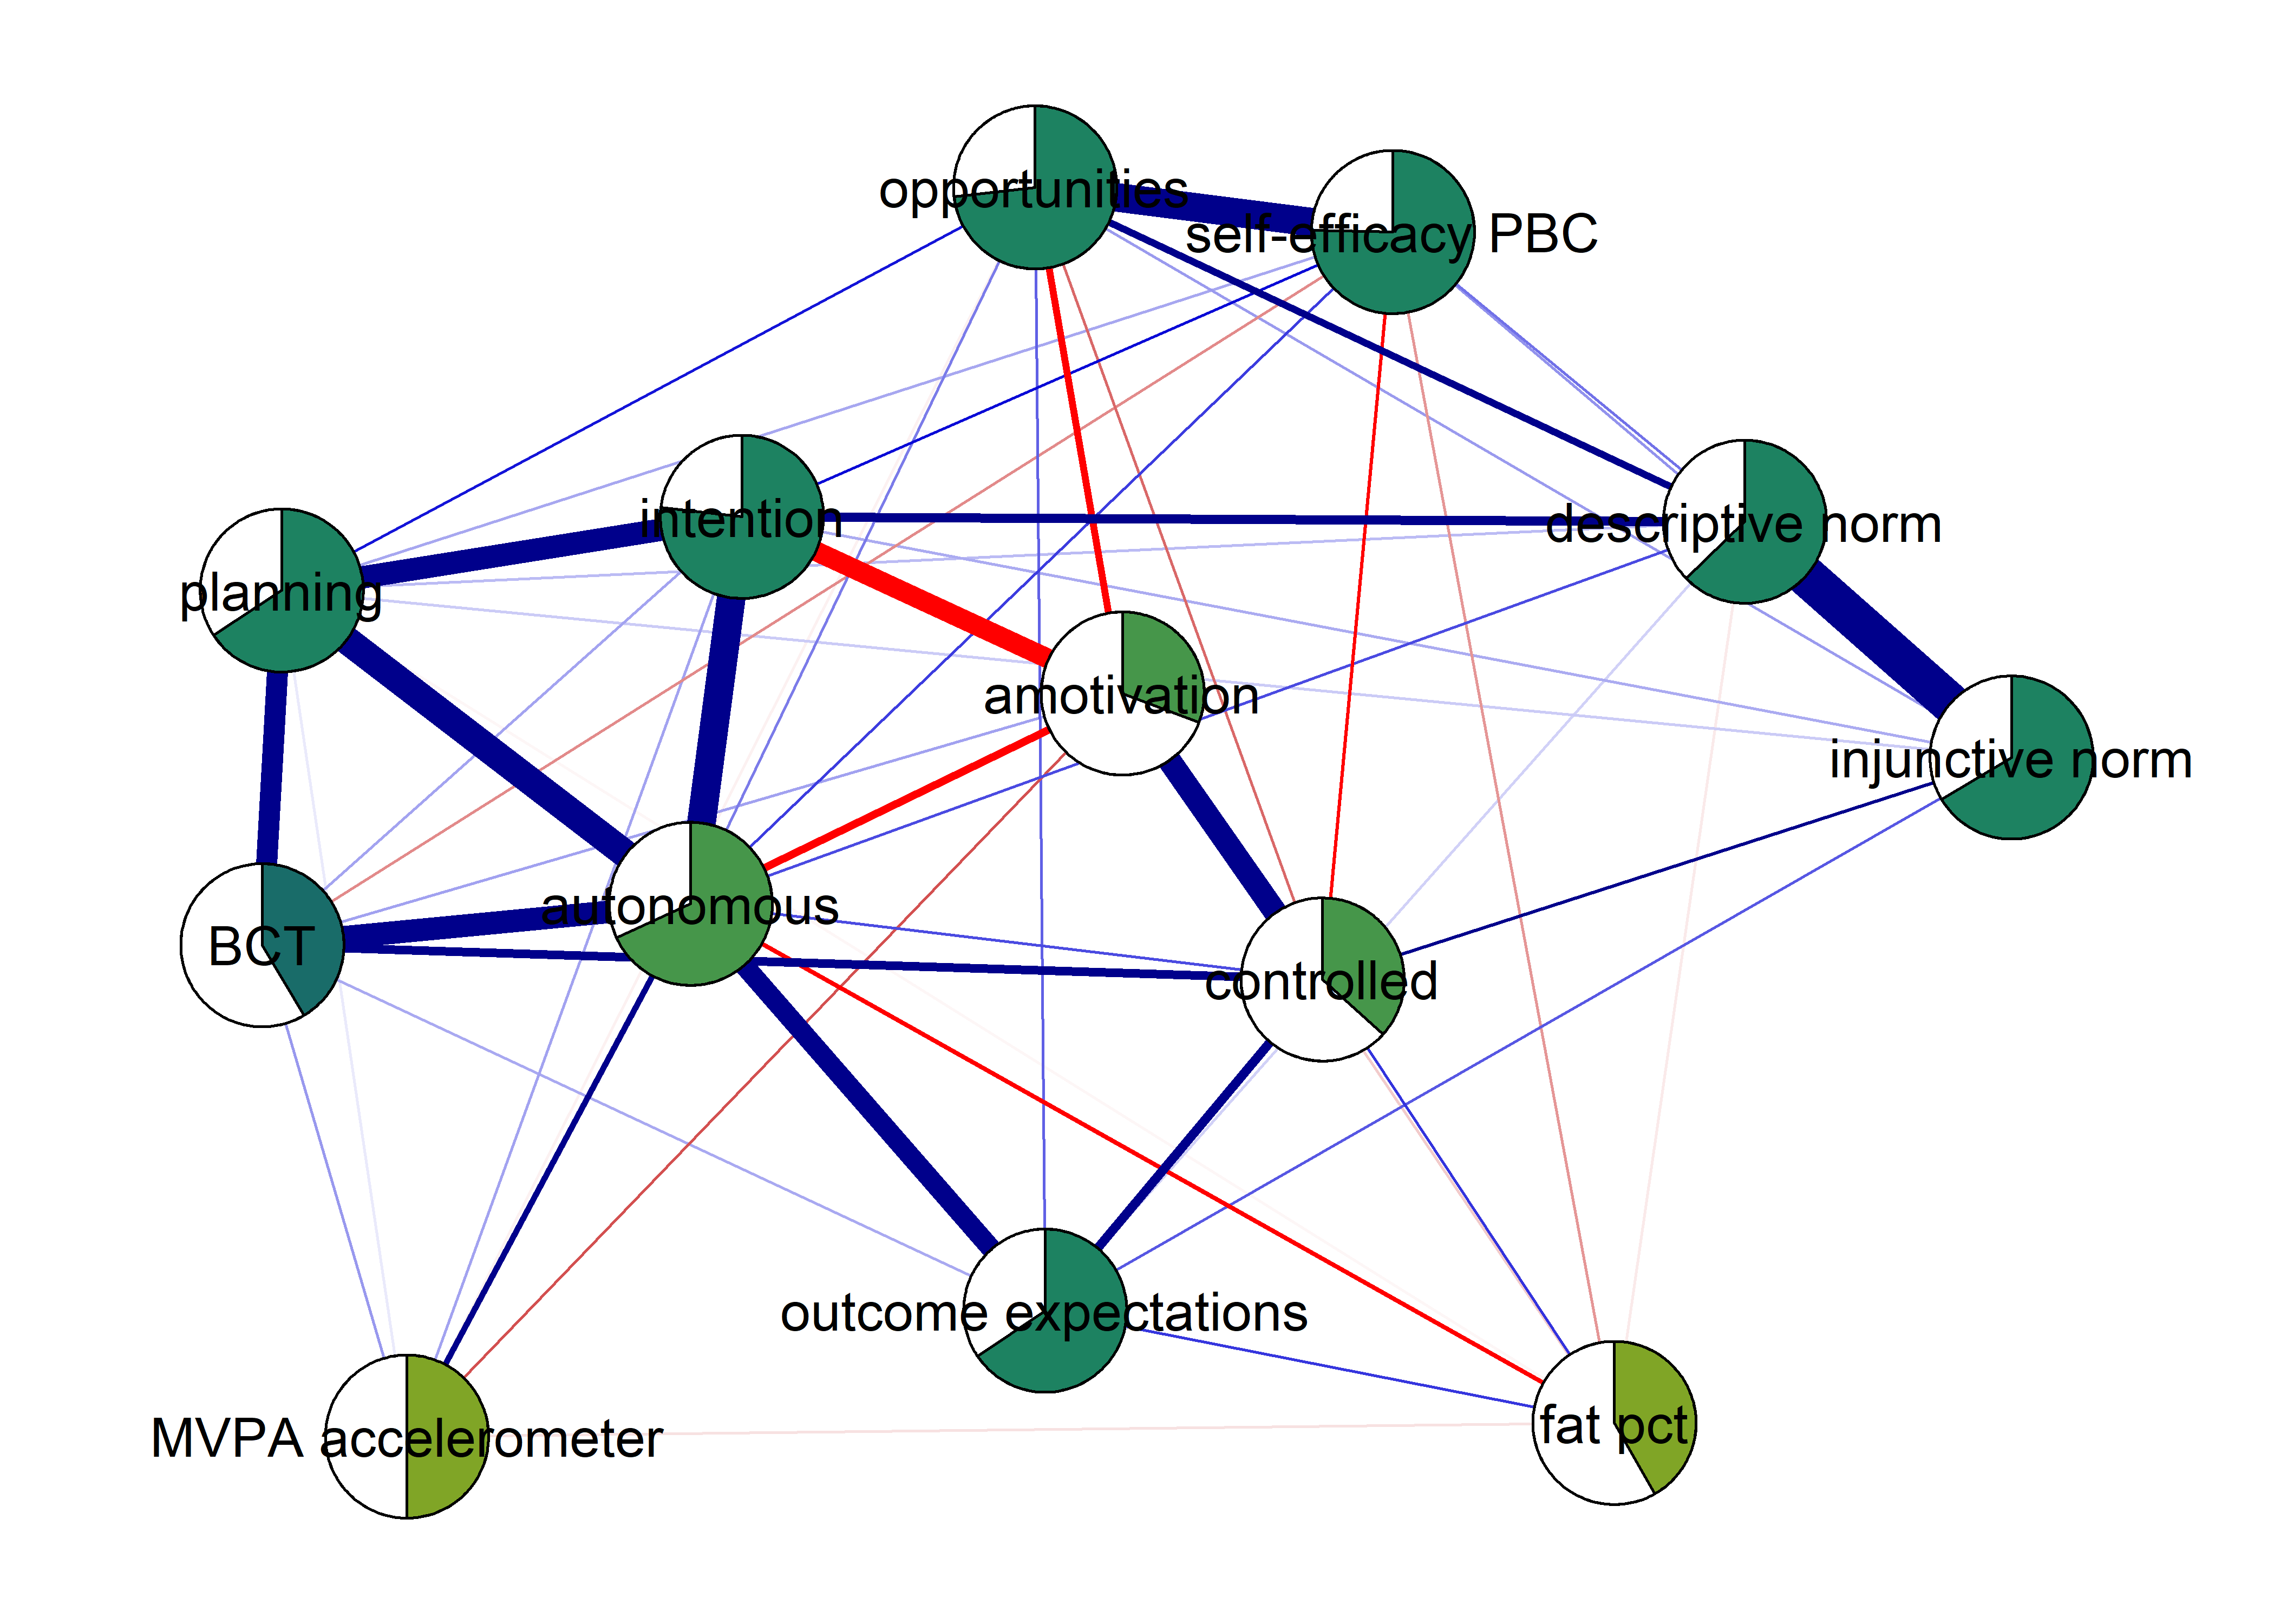 opportunities
self-efficacy PBC
intention
descriptive norm
planning
amotivation
injunctive norm
autonomous
BCT
controlled
outcome expectations
MVPA accelerometer
fat pct